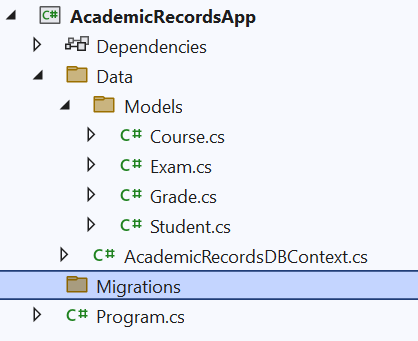 C# AcademicRecordsApp
Dependencies
Data
Models
C# Course.cs
C# Exam.cs
C# Grade.cs
C# Student.cs
C# AcademicRecordsDBContext.cs
Migrations
C# Program.cs